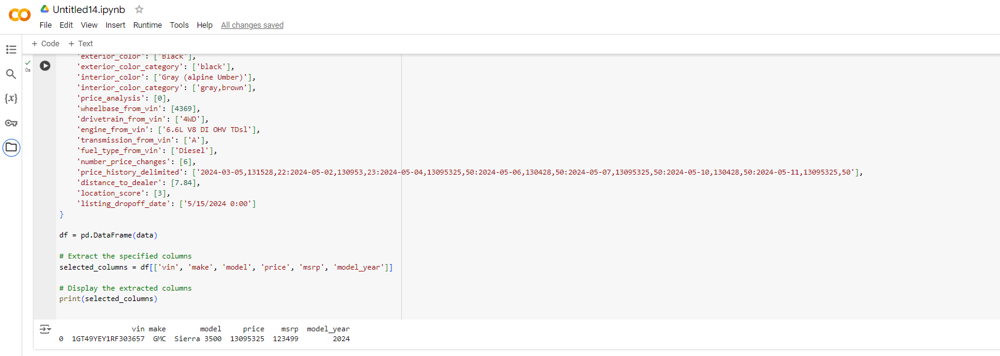 Untitled14.ipynb
File Edit View Insert Runtime Tools Help All changes saved
+ Code + Text
'exterior_color': ['Black'],
'exterior_color_category': ['black'],
'interior_color': ['Gray (alpine Umber)'],
'interior_color_category': ['gray,brown'],
'price_analysis': [0],
'wheelbase_from_vin': [4369],
'drivetrain_from_vin': ['4WD'],
'engine_from_vin': ['6.6L V8 DI OHV TDsl'],
'transmission_from_vin': ['A'],
'fuel_type_from_vin': ['Diesel'],
'number_price_changes': [6],
'price_history_delimited': ['2024-03-05,131528,22:2024-05-02,130953,23:2024-05-04,13095325,50:2024-05-06,130428,50:2024-05-07,13095325,50:2024-05-10,130428,50:2024-05-11,13095325,50'],
'distance_to_dealer': [7.84],
'location_score': [3],
'listing_dropoff_date': ['5/15/2024 0:00']
}
df = pd.DataFrame(data)
# Extract the specified columns
selected_columns = df[['vin', 'make', 'model', 'price', 'msrp', 'model_year']]
# Display the extracted columns
print(selected_columns)
vin make model price msrp model_year
0 1GT49YEY1RF303657 GMC Sierra 3500 13095325 123499 2024
0s
{x}